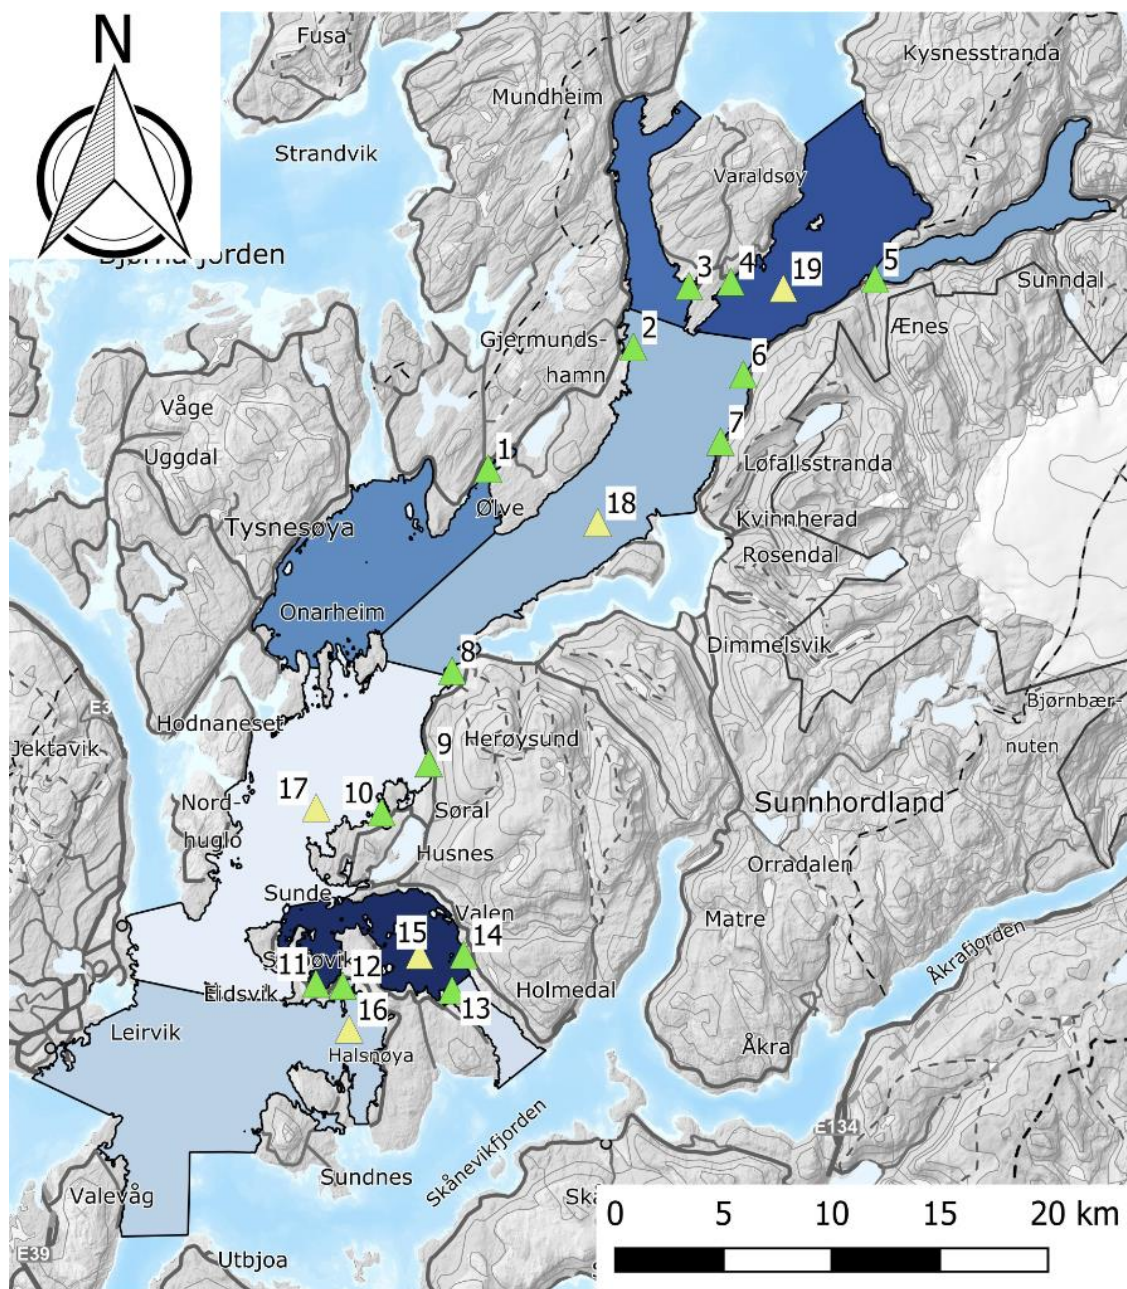 N
Fusa
Kysnesstranda
Mundheim
Strandvik
Varaldsøy
3
4
19
5
Sunndal
Ænes
2
Gjermunds-
hamn
6
Våge
Uggdal
1
7
Løfallsstranda
Ølve
18
Kvinnherad
Tysnesøya
Rosendal
Onarheim
Dimmelsvik
8
Bjørnbær-
nuten
Hodnaneset
Herøysund
Jektavik
9
17
10
Nord-
huglo
Søral
Sunnhordland
Husnes
Orradalen
Sunde
Valen
Matre
15
14
11
12
Åkrafjorden
Eidsvik
16
13
Holmedal
Leirvik
Halsnøya
Åkra
Skånevikfjorden
E134
Sundnes
Valevåg
0 5 10 15 20 km
E39
Utbjoa